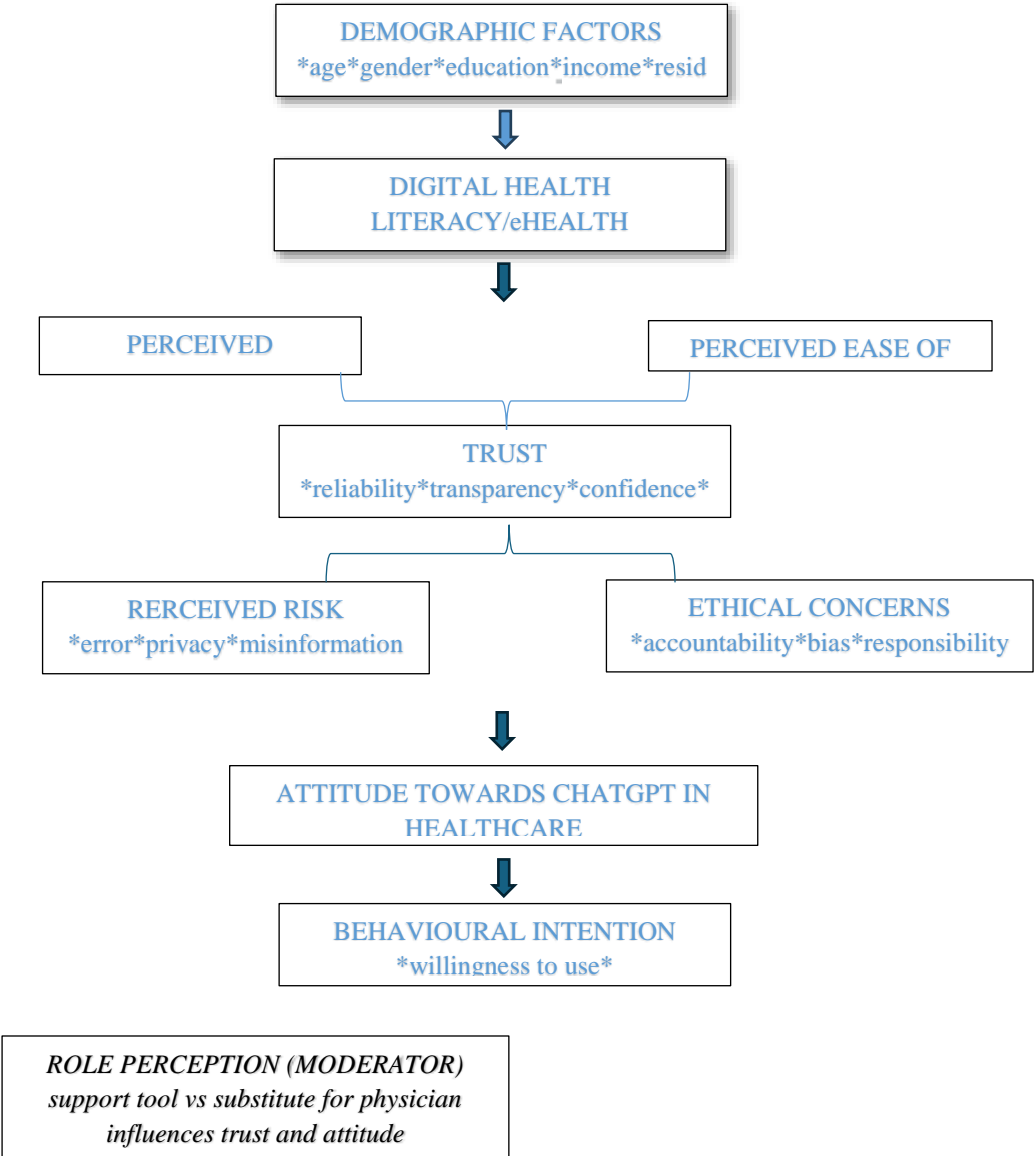 DEMOGRAPHIC FACTORS
*age*gender*education*income*resid
DIGITAL HEALTH
LITERACY/eHEALTH
PERCEIVED
PERCEIVED EASE OF
TRUST
*reliability*transparency*confidence*
RERCEIVED RISK
*error*privacy*misinformation
ETHICAL CONCERNS
*accountability*bias*responsibility
ATTITUDE TOWARDS CHATGPT IN
HEALTHCARE
BEHAVIOURAL INTENTION
*willingness to use*
ROLE PERCEPTION (MODERATOR)
support tool vs substitute for physician
influences trust and attitude